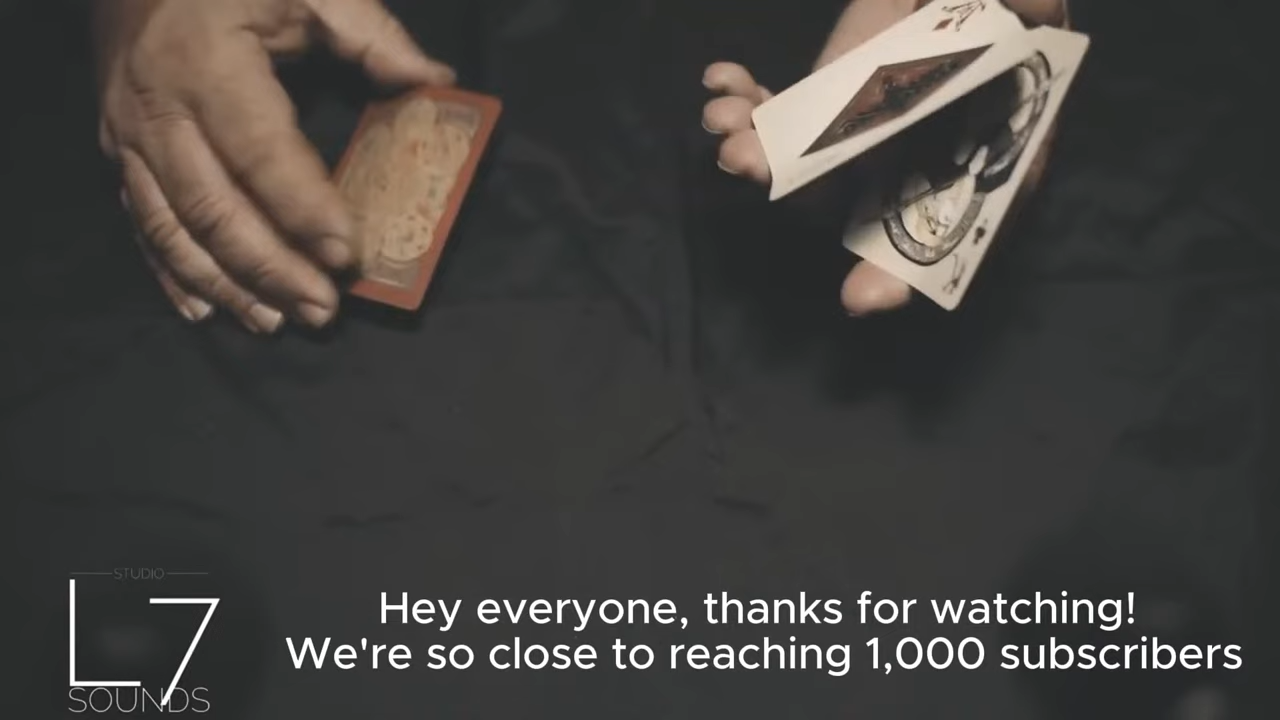 STUDIO
L7
SOUNDS
Hey everyone, thanks for watching!
We're so close to reaching 1,000 subscribers